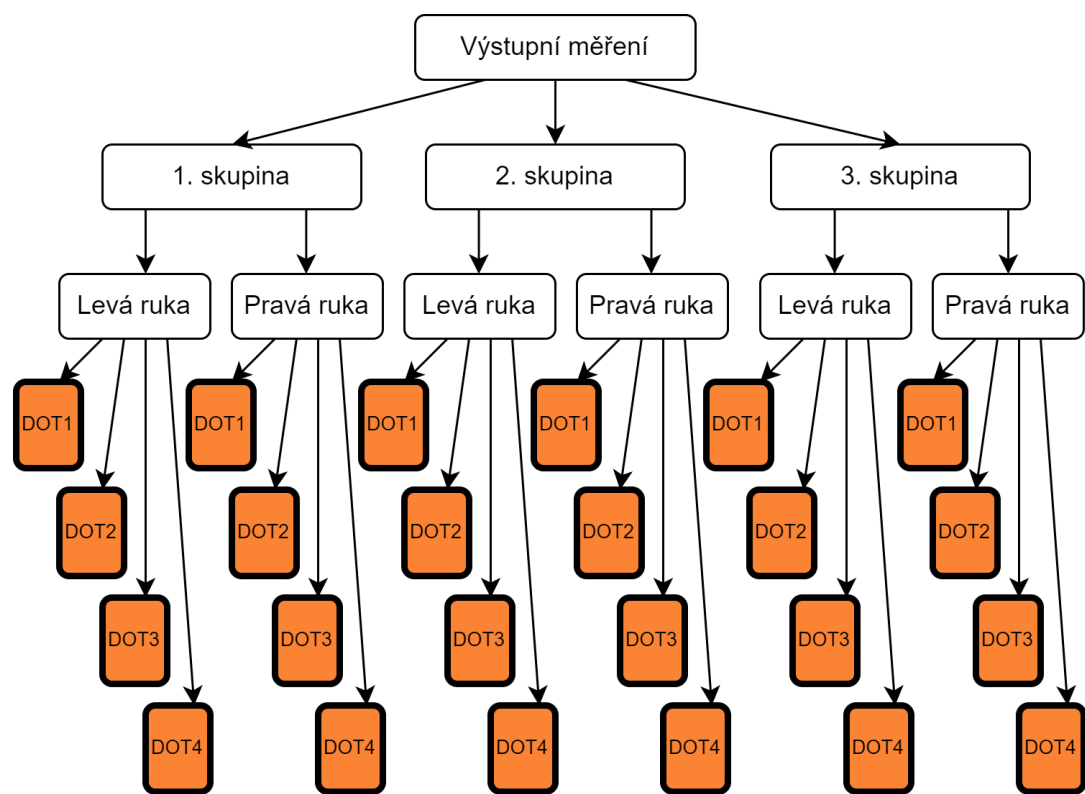 Výstupní měření
1. skupina
2. skupina
3. skupina
Levá ruka
Pravá ruka
Levá ruka
Pravá ruka
Levá ruka
Pravá ruka
DOT1
DOT1
DOT1
DOT1
DOT1
DOT1
DOT2
DOT2
DOT2
DOT2
DOT2
DOT2
DOT3
DOT3
DOT3
DOT3
DOT3
DOT3
DOT4
DOT4
DOT4
DOT4
DOT4
DOT4